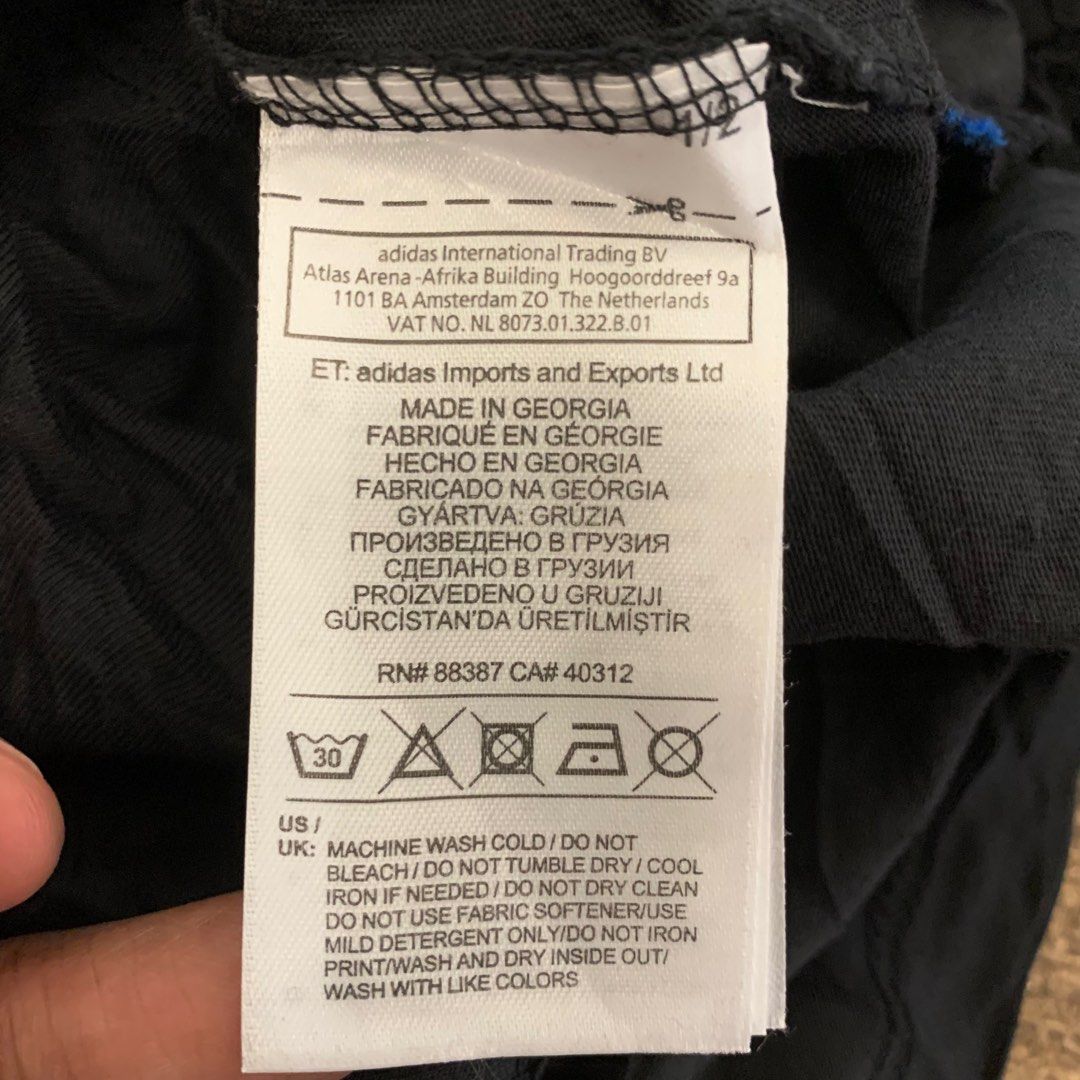 1/2
adidas International Trading BV
Atlas Arena-Afrika Building Hoogoorddreef 9a
1101 BA Amsterdam ZO The Netherlands
VAT NO. NL 8073.01.322.B.01
ET: adidas Imports and Exports Ltd
MADE IN GEORGIA
FABRIQUÉ EN GÉORGIE
HECHO EN GEORGIA
FABRICADO NA GEÓRGIA
GYÁRTVA: GRÚZIA
ПРОИЗВЕДЕНО В ГРУЗИЯ
СДЕЛАНО В ГРУЗИИ
PROIZVEDENO U GRUZIJI
GÜRCİSTAN'DA ÜRETİLMİŞTİR
RN# 88387 CA# 40312
30
US /
UK: MACHINE WASH COLD / DO NOT
BLEACH / DO NOT TUMBLE DRY / COOL
IRON IF NEEDED / DO NOT DRY CLEAN
DO NOT USE FABRIC SOFTENER/USE
MILD DETERGENT ONLY/DO NOT IRON
PRINT/WASH AND DRY INSIDE OUT/
WASH WITH LIKE COLORS